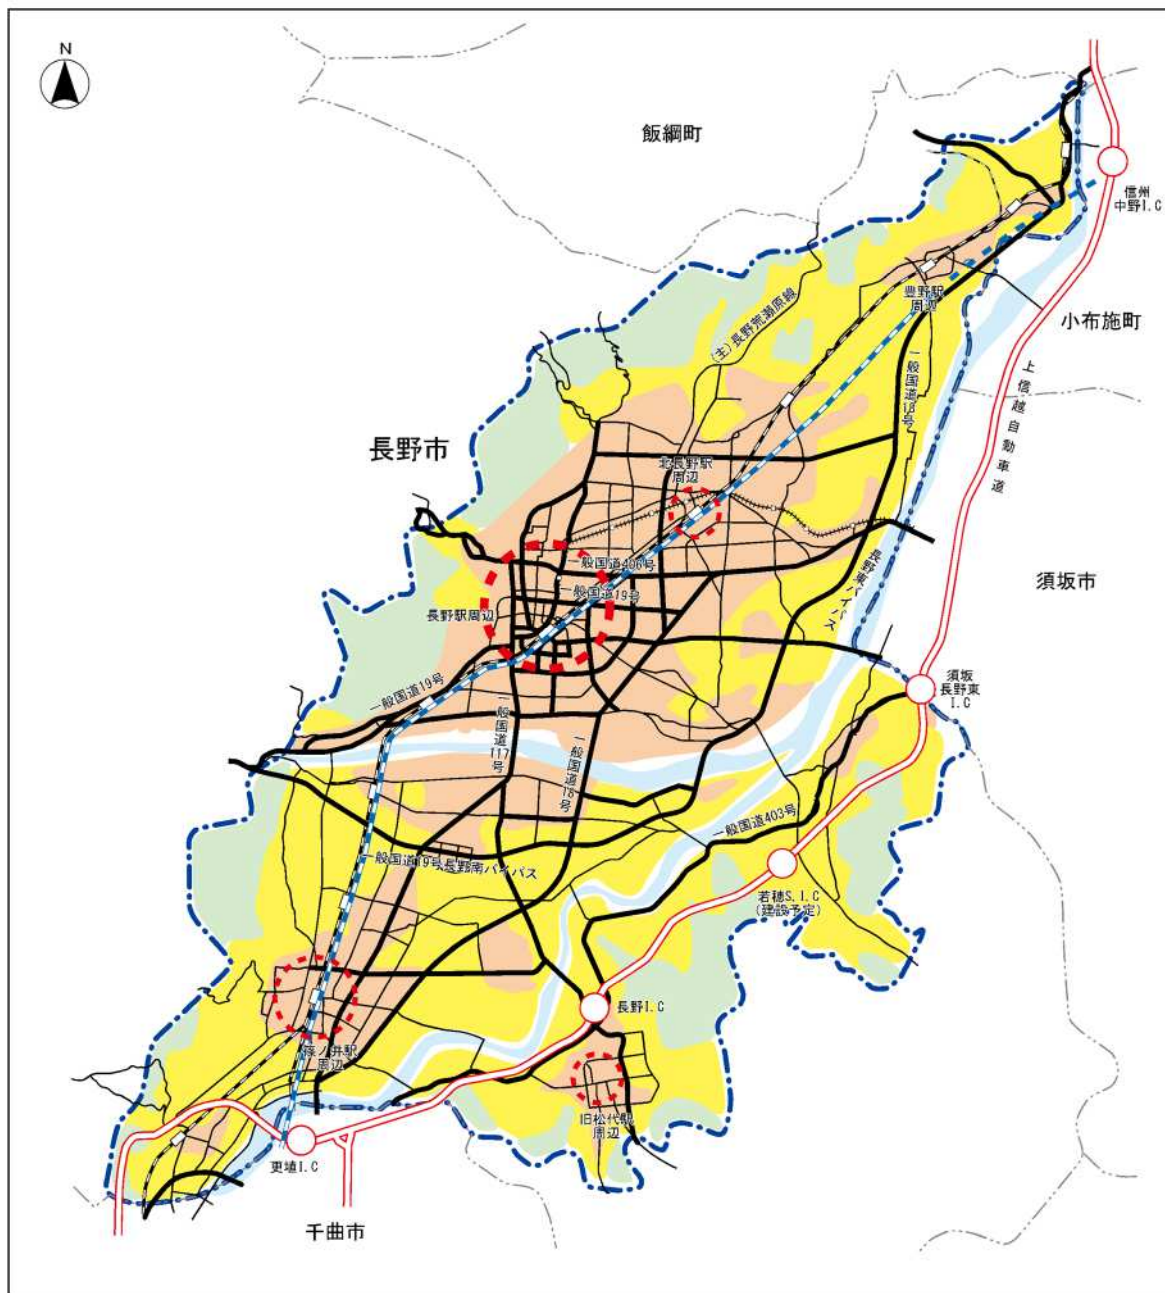 N
飯綱町
信州
中野I.C
豊野駅
周辺
小布施町
(主)長野荒瀬原線
一般国道18号
上信越自動車道
長野市
北長野駅
周辺
一般国道406号
一般国道19号
長野東バイパス
須坂市
長野駅周辺
須坂
長野東
I.C
一般国道19号
一般国道117号
一般国道18号
一般国道403号
一般国道19号長野南バイパス
若穂S.I.C
(建設予定)
長野I.C
篠ノ井駅
周辺
旧松代駅
周辺
更埴I.C
千曲市